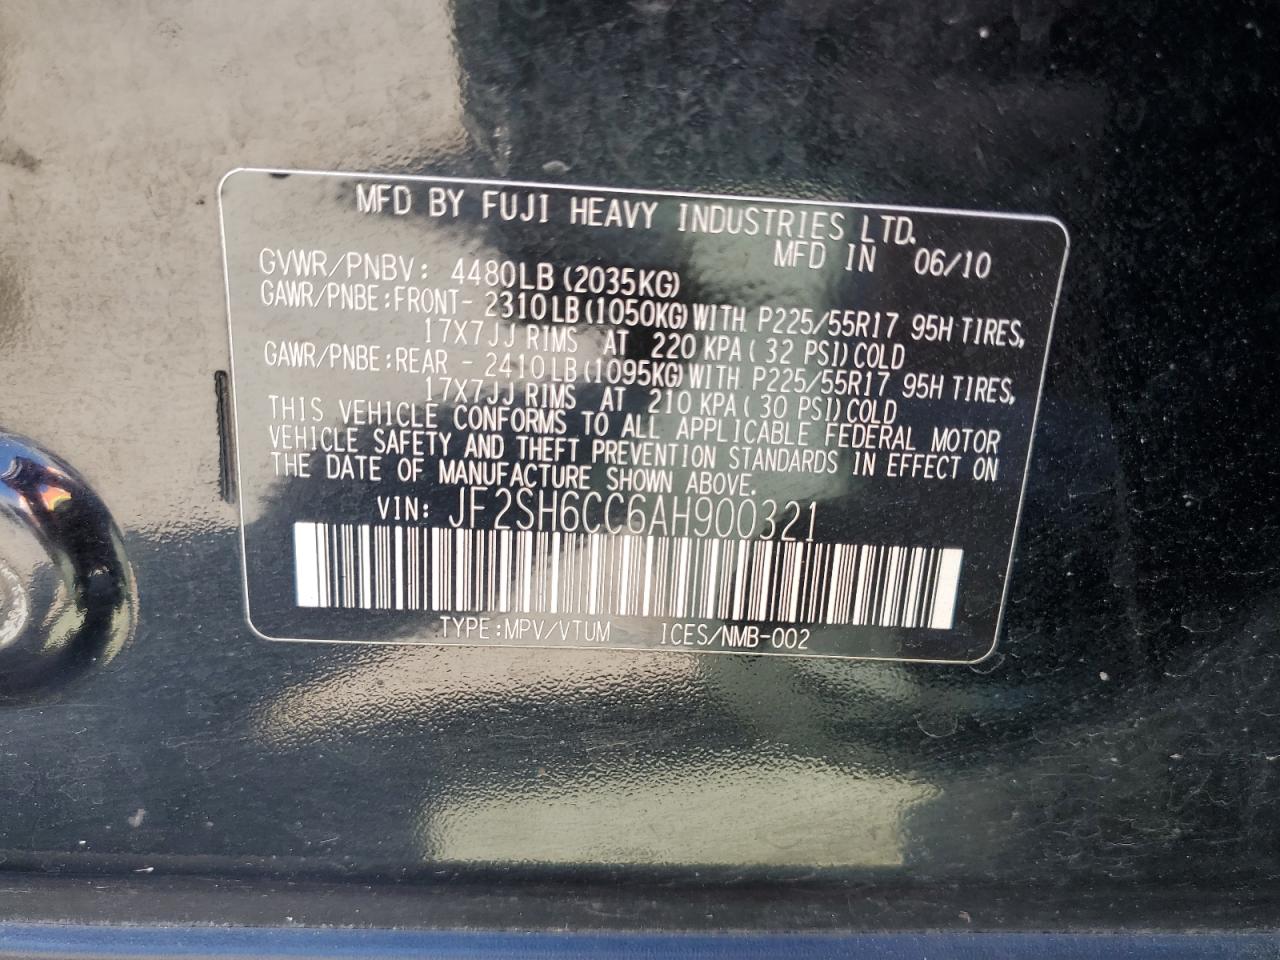 MFD BY FUJI HEAVY INDUSTRIES LTD.
MFD IN 06/10
GVWR/PNBV: 4480LB (2035KG)
GAWR/PNBE:FRONT- 2310LB (1050KG) WITH P225/55R17 95H TIRES,
17X7JJ RIMS AT 220 KPA ( 32 PSI) COLD
GAWR/PNBE:REAR - 2410LB (1095KG) WITH P225/55R17 95H TIRES,
17X7JJ RIMS AT 210 KPA ( 30 PSI) COLD
THIS VEHICLE CONFORMS TO ALL APPLICABLE FEDERAL MOTOR
VEHICLE SAFETY AND THEFT PREVENTION STANDARDS IN EFFECT ON
THE DATE OF MANUFACTURE SHOWN ABOVE.
VIN: JF2SH6CC6AH900321
TYPE:MPV/VTUM ICES/NMB-002